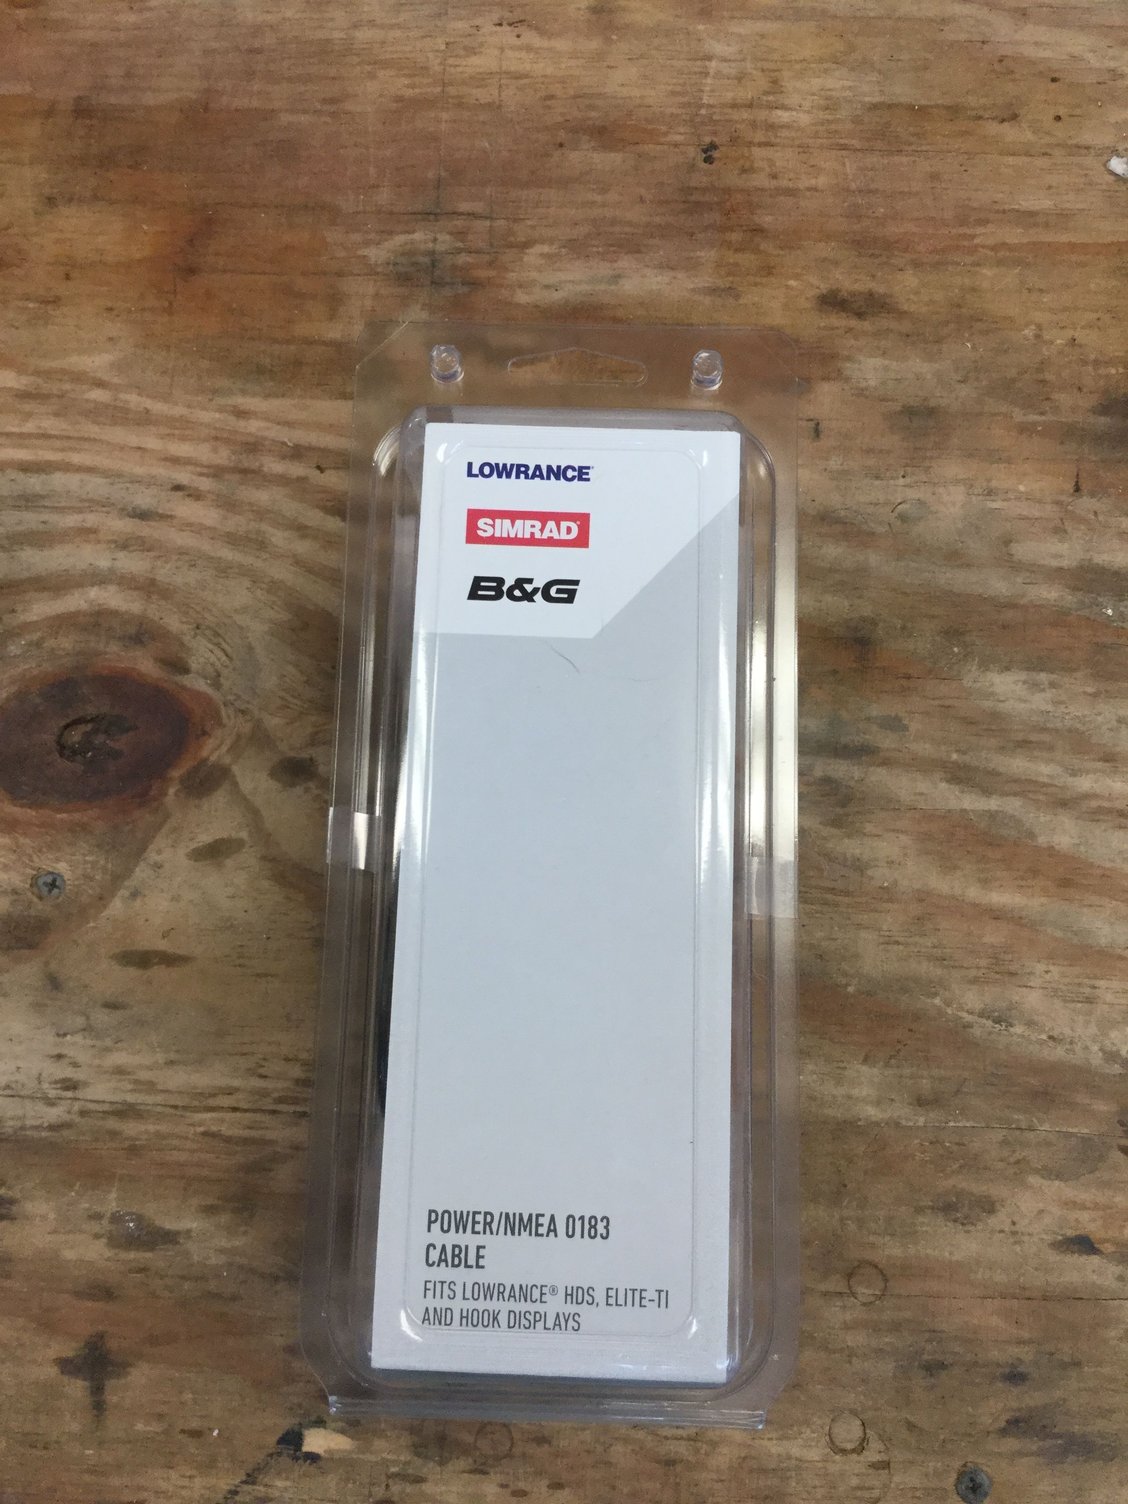 LOWRANCE
SIMRAD
B&G
POWER/NMEA 0183
CABLE
FITS LOWRANCE® HDS, ELITE-TI
AND HOOK DISPLAYS